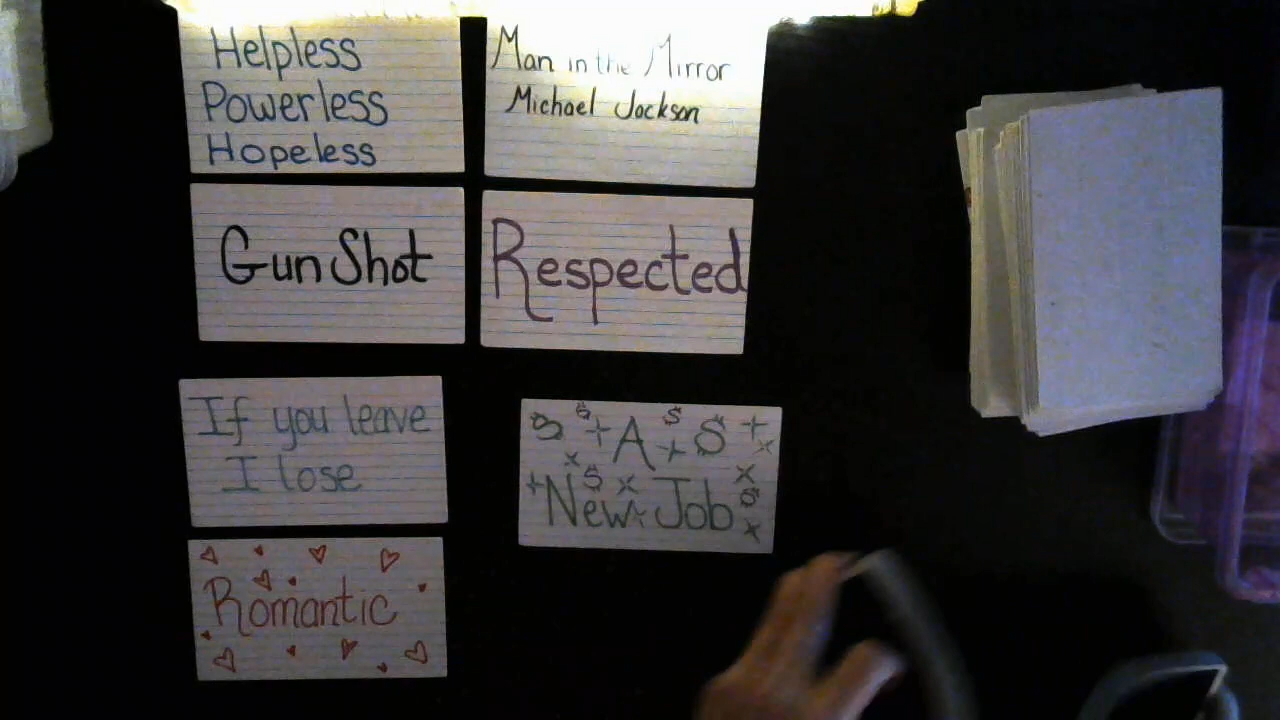 Helpless
Powerless
Hopeless
Man in the Mirror
Michael Jackson
Gun Shot
Respected
If you leave
I lose
$ $ + A $ + $ + x
x + $ x x $
New Job x
Romantic